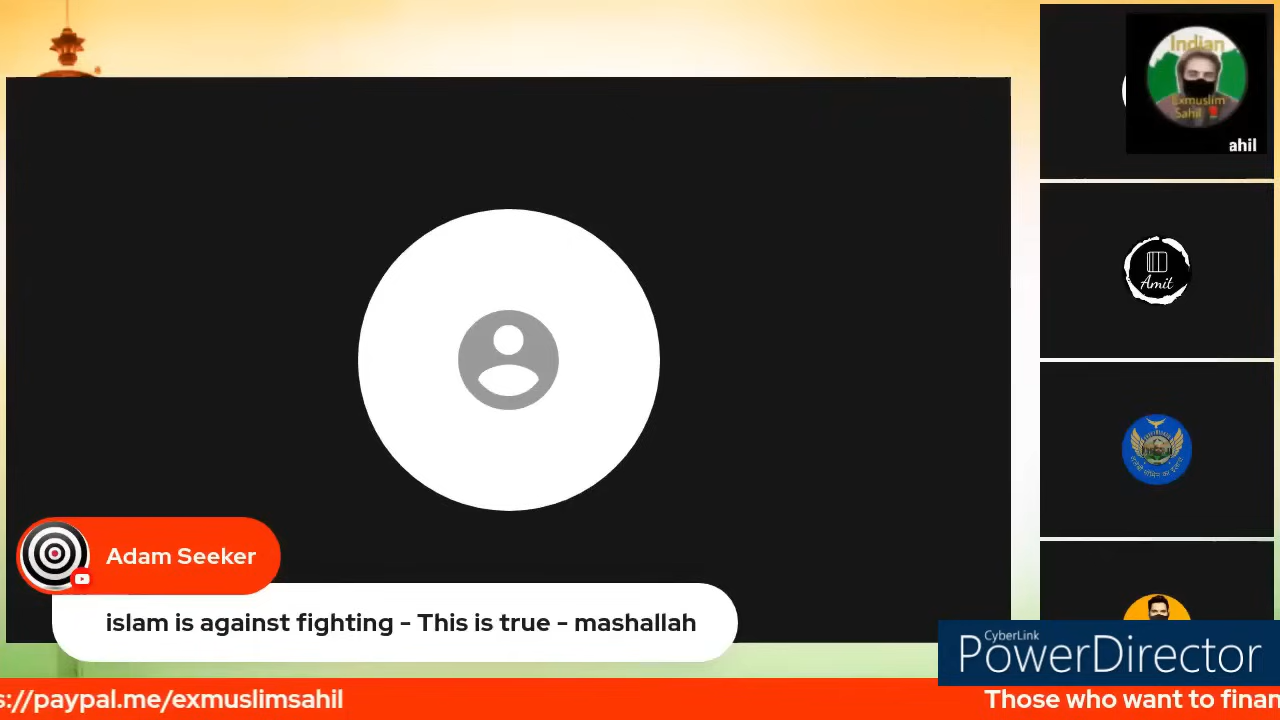 Indian
Exmuslim
Sahil
ahil
Amit
Adam Seeker
islam is against fighting - This is true - mashallah
CyberLink
PowerDirector
s://paypal.me/exmuslimsahil
Those who want to finan